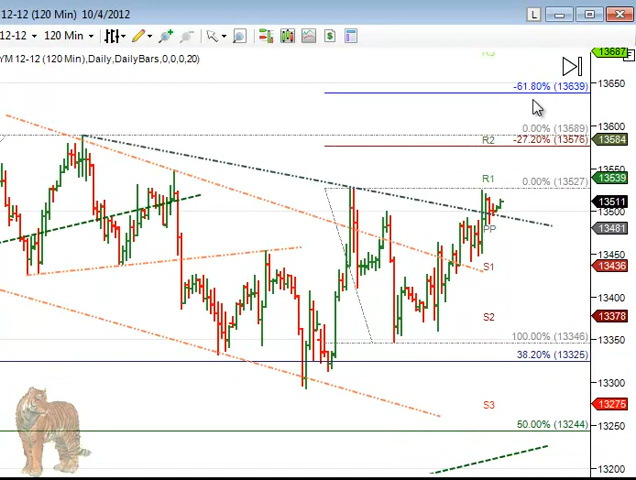 12-12 (120 Min)  10/4/2012
L
12-12 120 Min
YM 12-12 (120 Min),Daily,DailyBars,0,0,0,20)
R3 13687
13650
-61.80% (13639)
13600
0.00% (13589)
R2 -27.20% (13576) 13584
13550
R1 0.00% (13527) 13539
13511
13500
PP 13481
13450
S1 13436
13400
S2 13378
13350
100.00% (13346)
38.20% (13325)
13300
S3 13275
50.00% (13244)
13250
13200